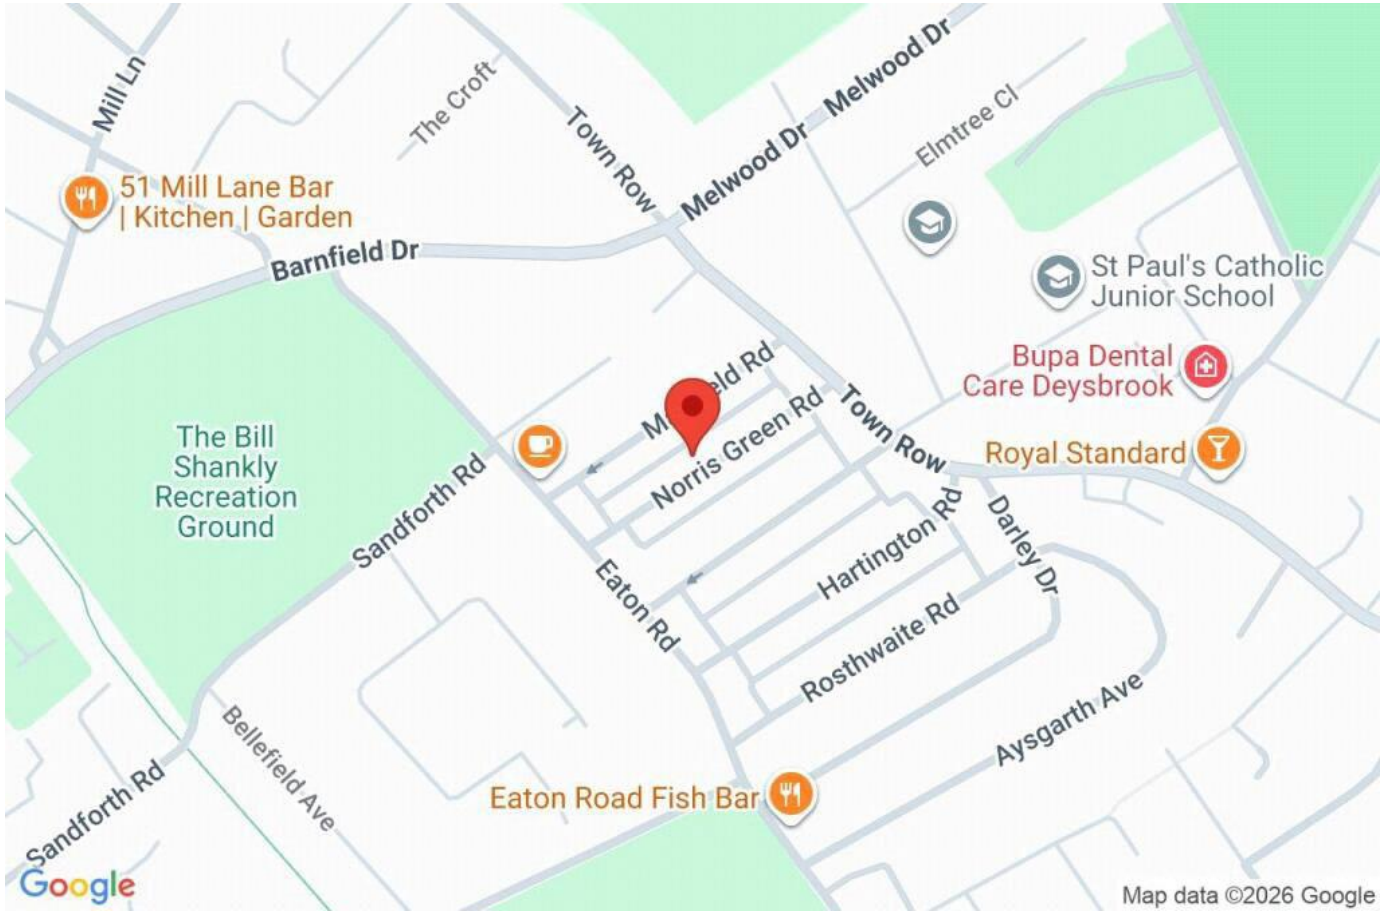 Mill Ln
The Croft
Town Row
Melwood Dr
Melwood Dr
Elmtree Cl
51 Mill Lane Bar
| Kitchen | Garden
Barnfield Dr
St Paul's Catholic
Junior School
Bupa Dental
Care Deysbrook
Norris Green Rd
Town Row
Royal Standard
The Bill
Shankly
Recreation
Ground
Sandforth Rd
Hartington Rd
Darley Dr
Eaton Rd
Rosthwaite Rd
Aysgarth Ave
Bellefield Ave
Eaton Road Fish Bar
Sandforth Rd
Google
Map data ©2026 Google